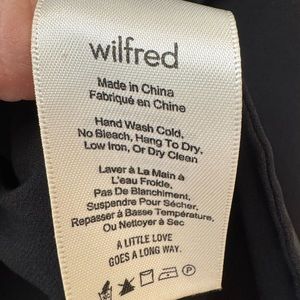 wilfred
Made in China
Fabriqué en Chine
Hand Wash Cold,
No Bleach, Hang To Dry,
Low Iron, Or Dry Clean
Laver à La Main à
L'eau Froide,
Pas De Blanchiment,
Suspendre Pour Sécher,
Repasser à Basse Température,
Ou Nettoyer à Sec
A LITTLE LOVE
GOES A LONG WAY.